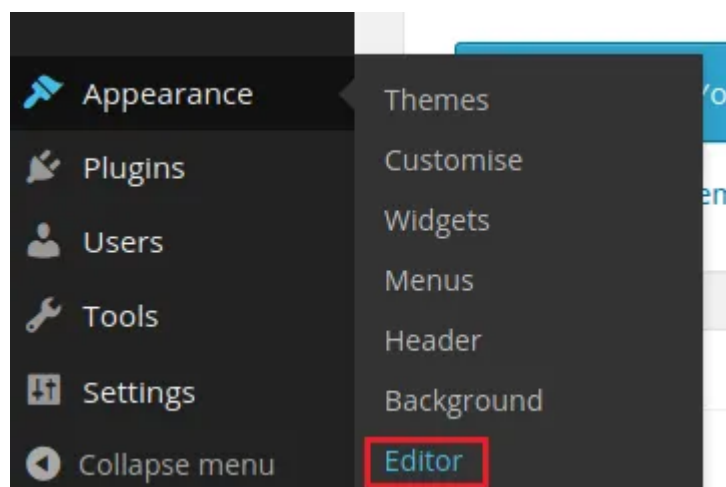 Appearance
Plugins
Users
Tools
Settings
Collapse menu
Themes
Customise
Widgets
Menus
Header
Background
Editor